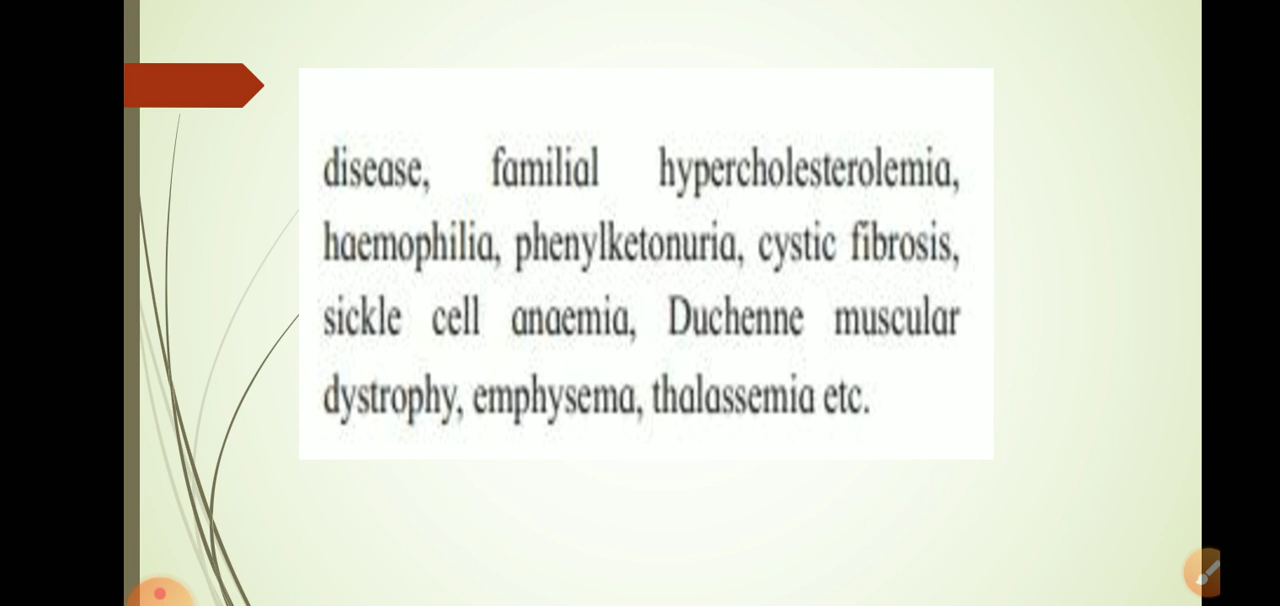 disease, familial hypercholesterolemia,
haemophilia, phenylketonuria, cystic fibrosis,
sickle cell anaemia, Duchenne muscular
dystrophy, emphysema, thalassemia etc.